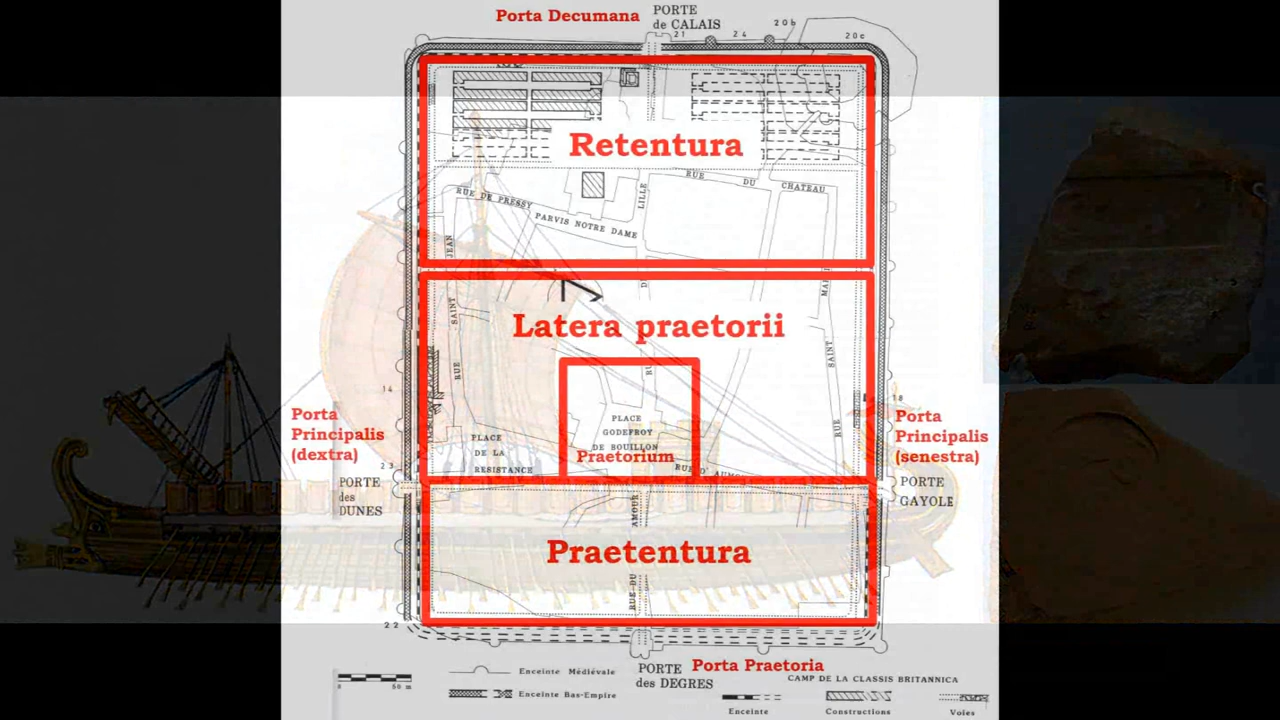 Porta Decumana
PORTE
de CALAIS
20b
21
24
20c
Retentura
RUE DU CHATEAU
RUE DE PRESSY
LILLE
PARVIS NOTRE DAME
JEAN
SAINT
RUE
Latera praetorii
SAINT
RUE
14
18
Porta
Principalis
(dextra)
Porta
Principalis
(senestra)
PLACE
GODEFROY
DE BOUILLON
Praetorium
PLACE
DE LA
RESISTANCE
23
PORTE
des
DUNES
PORTE
GAYOLE
Praetentura
RUE-DU
22
Enceinte Médiévale
Enceinte Bas-Empire
50 m
PORTE
des DEGRES
Porta Praetoria
CAMP DE LA CLASSIS BRITANNICA
Enceinte
Constructions
Voies